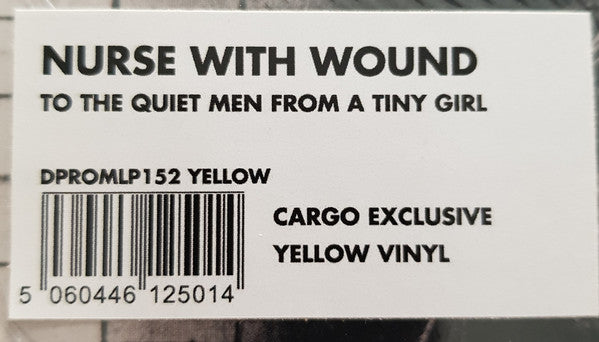 NURSE WITH WOUND
TO THE QUIET MEN FROM A TINY GIRL
DPROMLP152 YELLOW
CARGO EXCLUSIVE
YELLOW VINYL
5 060446 125014